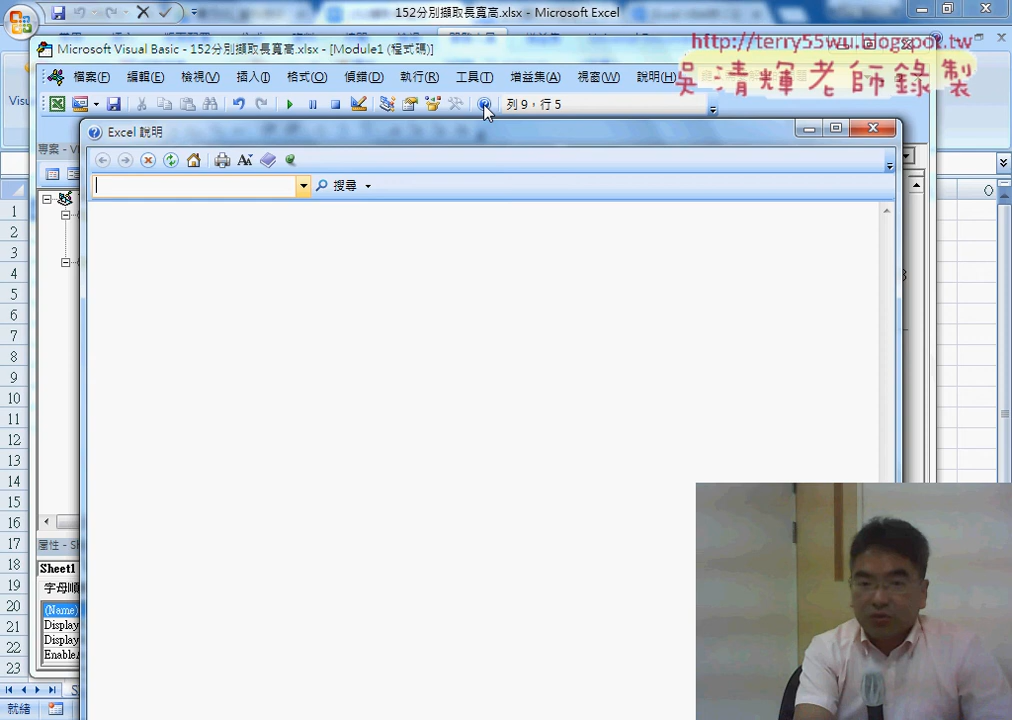 152分別擷取長寬高.xlsx - Microsoft Excel
Microsoft Visual Basic - 152分別擷取長寬高.xlsx - [Module1 (程式碼)]
http://terry55wu.blogspot.tw
吳清輝老師錄製
檔案(F) 編輯(E) 檢視(V) 插入(I) 格式(O) 偵錯(D) 執行(R) 工具(T) 增益集(A) 視窗(W) 說明(H)
Visu
列 9，行 5
Excel 說明
專案 - V
搜尋
O
1
2
3
4
5
6
7
8
9
10
11
12
13
14
15
16
17
18
19
20
21
22
23
屬性 - Sh
Sheet1
字母順
(Name)
Display
Display
EnableA
就緒